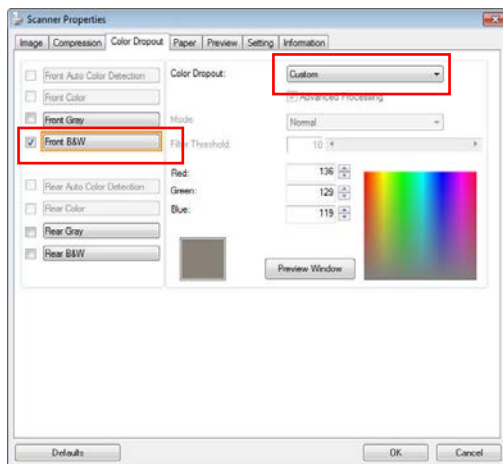 Scanner Properties
Image Compression Color Dropout Paper Preview Setting Information
Front Auto Color Detection
Front Color
Front Gray
Front B&W
Rear Auto Color Detection
Rear Color
Rear Gray
Rear B&W
Color Dropout: Custom
Advanced Processing
Mode Normal
Filter Threshold 10
Red: 136
Green: 129
Blue: 119
Preview Window
Defaults OK Cancel